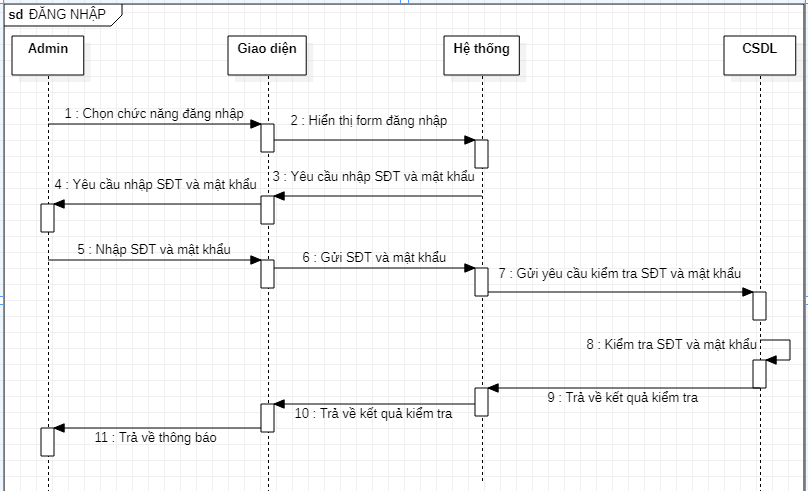 sd ĐĂNG NHẬP
Admin
Giao diện
Hệ thống
CSDL
1 : Chọn chức năng đăng nhập
2 : Hiển thị form đăng nhập
3 : Yêu cầu nhập SĐT và mật khẩu
4 : Yêu cầu nhập SĐT và mật khẩu
5 : Nhập SĐT và mật khẩu
6 : Gửi SĐT và mật khẩu
7 : Gửi yêu cầu kiểm tra SĐT và mật khẩu
8 : Kiểm tra SĐT và mật khẩu
9 : Trả về kết quả kiểm tra
10 : Trả về kết quả kiểm tra
11 : Trả về thông báo